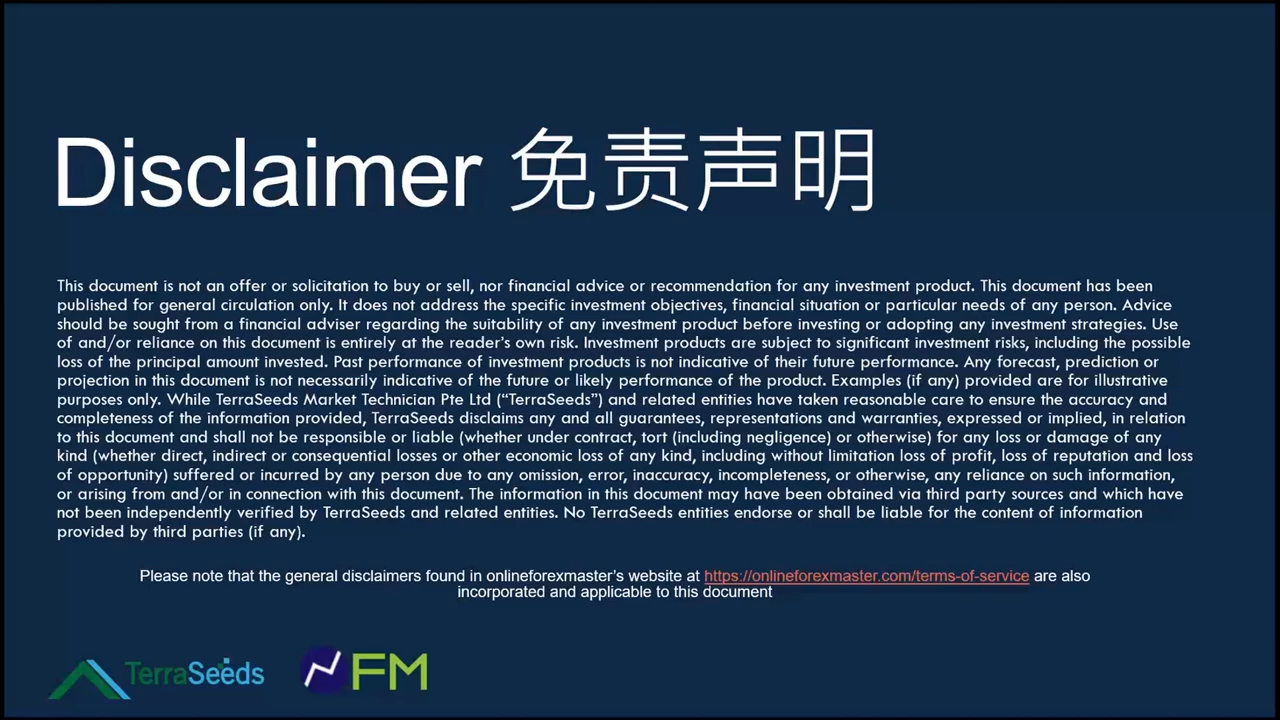 Disclaimer 免责声明
This document is not an offer or solicitation to buy or sell, nor financial advice or recommendation for any investment product. This document has been
published for general circulation only. It does not address the specific investment objectives, financial situation or particular needs of any person. Advice
should be sought from a financial adviser regarding the suitability of any investment product before investing or adopting any investment strategies. Use
of and/or reliance on this document is entirely at the reader’s own risk. Investment products are subject to significant investment risks, including the possible
loss of the principal amount invested. Past performance of investment products is not indicative of their future performance. Any forecast, prediction or
projection in this document is not necessarily indicative of the future or likely performance of the product. Examples (if any) provided are for illustrative
purposes only. While TerraSeeds Market Technician Pte Ltd (“TerraSeeds”) and related entities have taken reasonable care to ensure the accuracy and
completeness of the information provided, TerraSeeds disclaims any and all guarantees, representations and warranties, expressed or implied, in relation
to this document and shall not be responsible or liable (whether under contract, tort (including negligence) or otherwise) for any loss or damage of any
kind (whether direct, indirect or consequential losses or other economic loss of any kind, including without limitation loss of profit, loss of reputation and loss
of opportunity) suffered or incurred by any person due to any omission, error, inaccuracy, incompleteness, or otherwise, any reliance on such information,
or arising from and/or in connection with this document. The information in this document may have been obtained via third party sources and which have
not been independently verified by TerraSeeds and related entities. No TerraSeeds entities endorse or shall be liable for the content of information
provided by third parties (if any).
Please note that the general disclaimers found in onlineforexmaster’s website at https://onlineforexmaster.com/terms-of-service are also
incorporated and applicable to this document
TerraSeeds FM